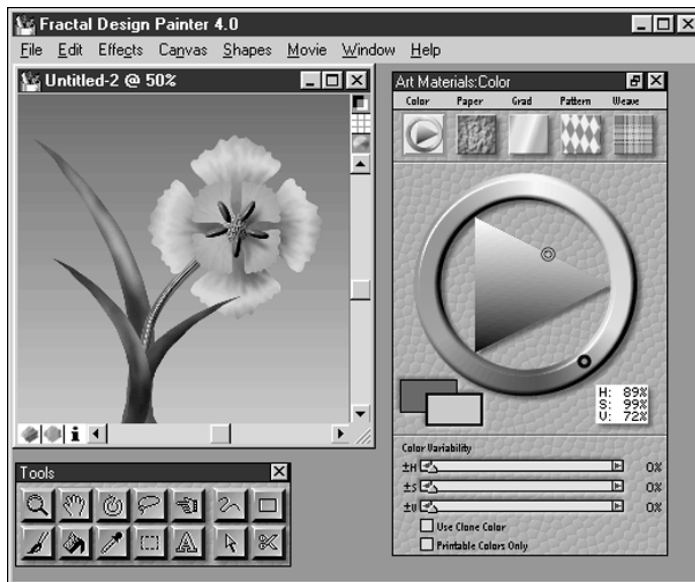 Fractal Design Painter 4.0
File Edit Effects Canvas Shapes Movie Window Help
Untitled-2 @ 50%
Art Materials:Color
Color Paper Grad Pattern Weave
H: 89%
S: 99%
V: 72%
Color Variability
±H 0%
±S 0%
±V 0%
Use Clone Color
Printable Colors Only
Tools